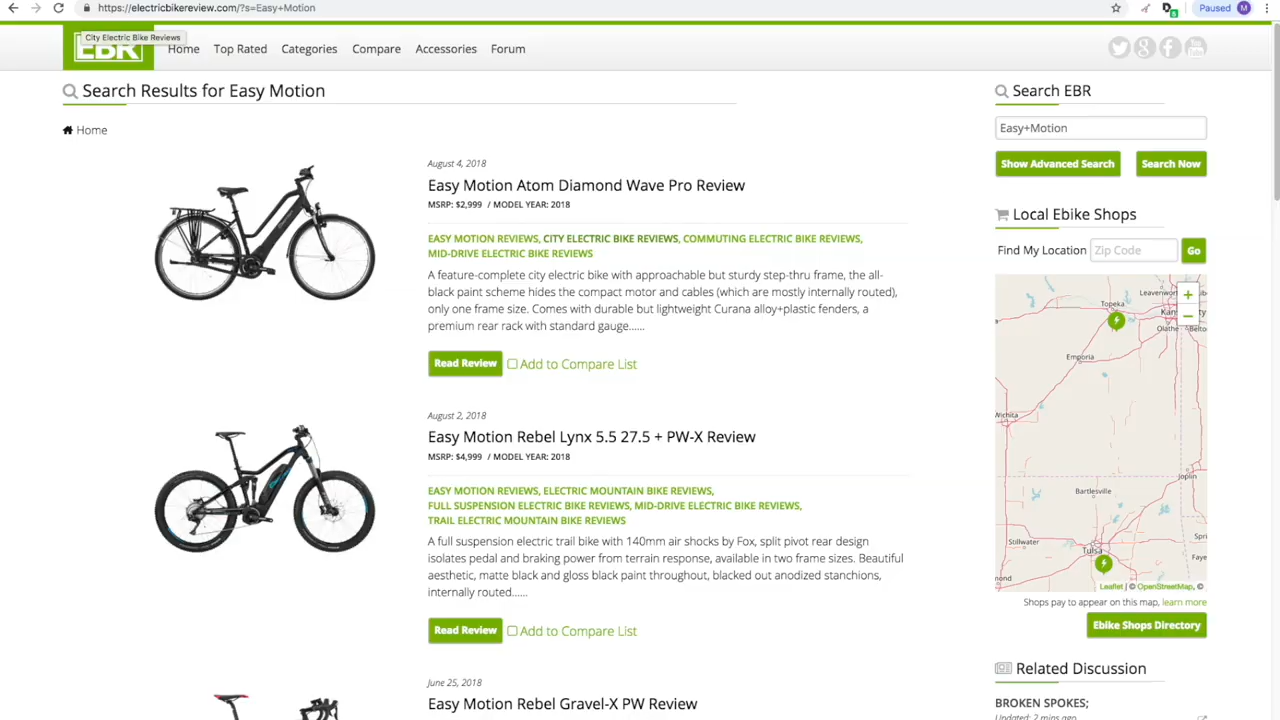 https://electricbikereview.com/?s=Easy+Motion
Paused M
City Electric Bike Reviews
EBR
Home Top Rated Categories Compare Accessories Forum
Search Results for Easy Motion
Home
August 4, 2018
Easy Motion Atom Diamond Wave Pro Review
MSRP: $2,999 / MODEL YEAR: 2018
EASY MOTION REVIEWS, CITY ELECTRIC BIKE REVIEWS, COMMUTING ELECTRIC BIKE REVIEWS,
MID-DRIVE ELECTRIC BIKE REVIEWS
A feature-complete city electric bike with approachable but sturdy step-thru frame, the all-
black paint scheme hides the compact motor and cables (which are mostly internally routed),
only one frame size. Comes with durable but lightweight Curana alloy+plastic fenders, a
premium rear rack with standard gauge......
Read Review Add to Compare List
August 2, 2018
Easy Motion Rebel Lynx 5.5 27.5 + PW-X Review
MSRP: $4,999 / MODEL YEAR: 2018
EASY MOTION REVIEWS, ELECTRIC MOUNTAIN BIKE REVIEWS,
FULL SUSPENSION ELECTRIC BIKE REVIEWS, MID-DRIVE ELECTRIC BIKE REVIEWS,
TRAIL ELECTRIC MOUNTAIN BIKE REVIEWS
A full suspension electric trail bike with 140mm air shocks by Fox, split pivot rear design
isolates pedal and braking power from terrain response, available in two frame sizes. Beautiful
aesthetic, matte black and gloss black paint throughout, blacked out anodized stanchions,
internally routed......
Read Review Add to Compare List
June 25, 2018
Easy Motion Rebel Gravel-X PW Review
Search EBR
Easy+Motion
Show Advanced Search Search Now
Local Ebike Shops
Find My Location Zip Code Go
Leavenwor
Topeka
+
Kans
−
Olathe
Belto
Emporia
Wichita
Joplin
Bartlesville
Stillwater
Spri
Tulsa
Faye
mond
Leaflet | © OpenStreetMap, ©
Shops pay to appear on this map, learn more
Ebike Shops Directory
Related Discussion
BROKEN SPOKES;
Updated: 2 mins ago